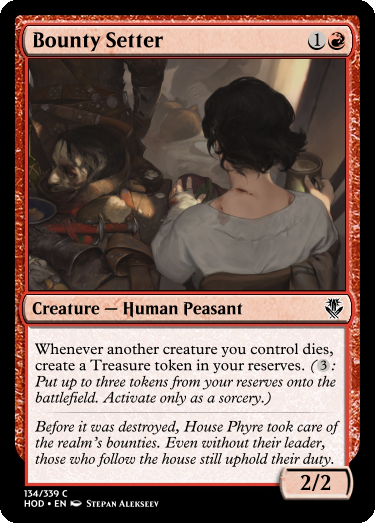 Bounty Setter
1
Creature — Human Peasant
Whenever another creature you control dies,
create a Treasure token in your reserves. (3:
Put up to three tokens from your reserves onto the
battlefield. Activate only as a sorcery.)
Before it was destroyed, House Phyre took care of
the realm's bounties. Even without their leader,
those who follow the house still uphold their duty.
2/2
134/339 C
HOD • EN Stepan Alekseev